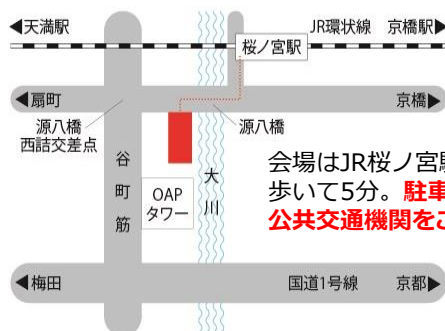 ◀天満駅
JR環状線 京橋駅▶
桜ノ宮駅
◀扇町
京橋▶
源八橋
西詰交差点
源八橋
谷町筋
OAP
タワー
大川
会場はJR桜ノ宮駅
歩いて5分。駐車
公共交通機関をご
◀梅田
国道1号線
京都▶